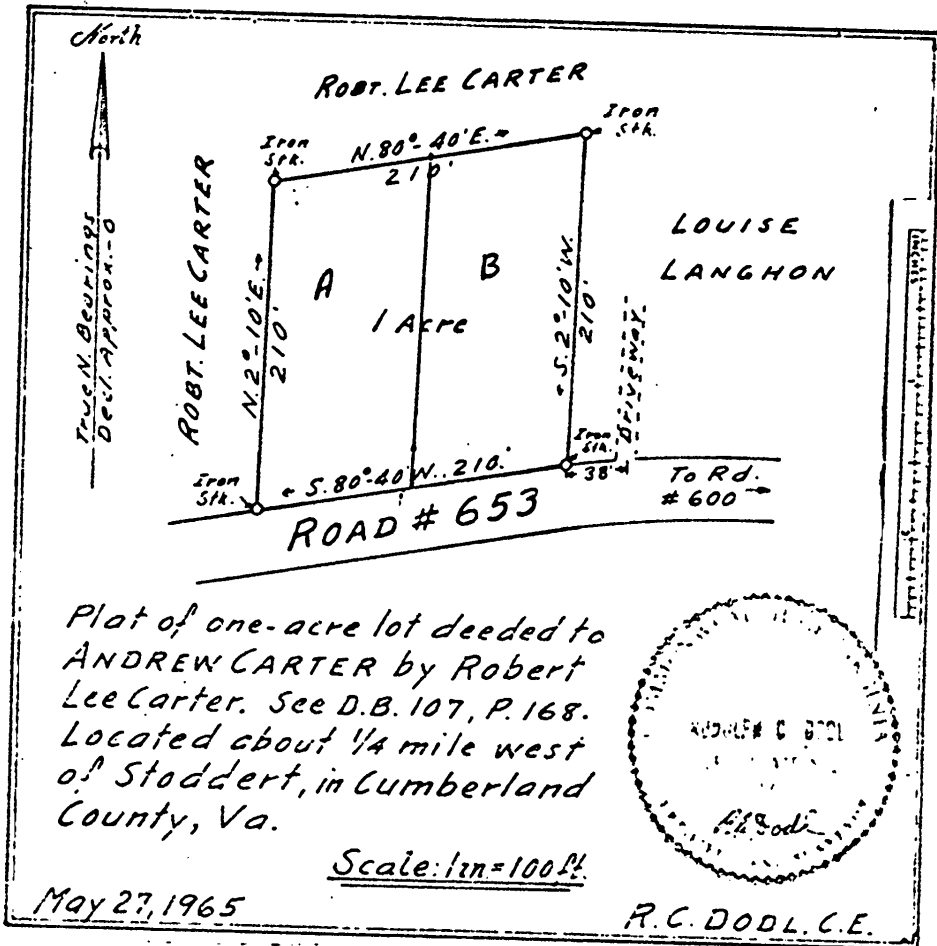 North
ROBT. LEE CARTER
Iron
Stk.
Iron
Stk.
N. 80°-40'E.
210'
True N. Bearings
Decl. Approx.-0
ROBT. LEE CARTER
N. 2°-10'E.
210'
A
B
1 Acre
S. 2°-10'W.
210'
LOUISE
LANGHON
Driveway
Iron
Stk.
S. 80°-40'W. 210.'
Iron
Stk.
38'
To Rd.
# 600
ROAD # 653
Plat of one-acre lot deeded to
ANDREW CARTER by Robert
Lee Carter. See D.B. 107, P. 168.
Located about 1/4 mile west
of Stoddert, in Cumberland
County, Va.
Scale: 1in=100ft.
May 27, 1965
R.C. DODL, C.E.